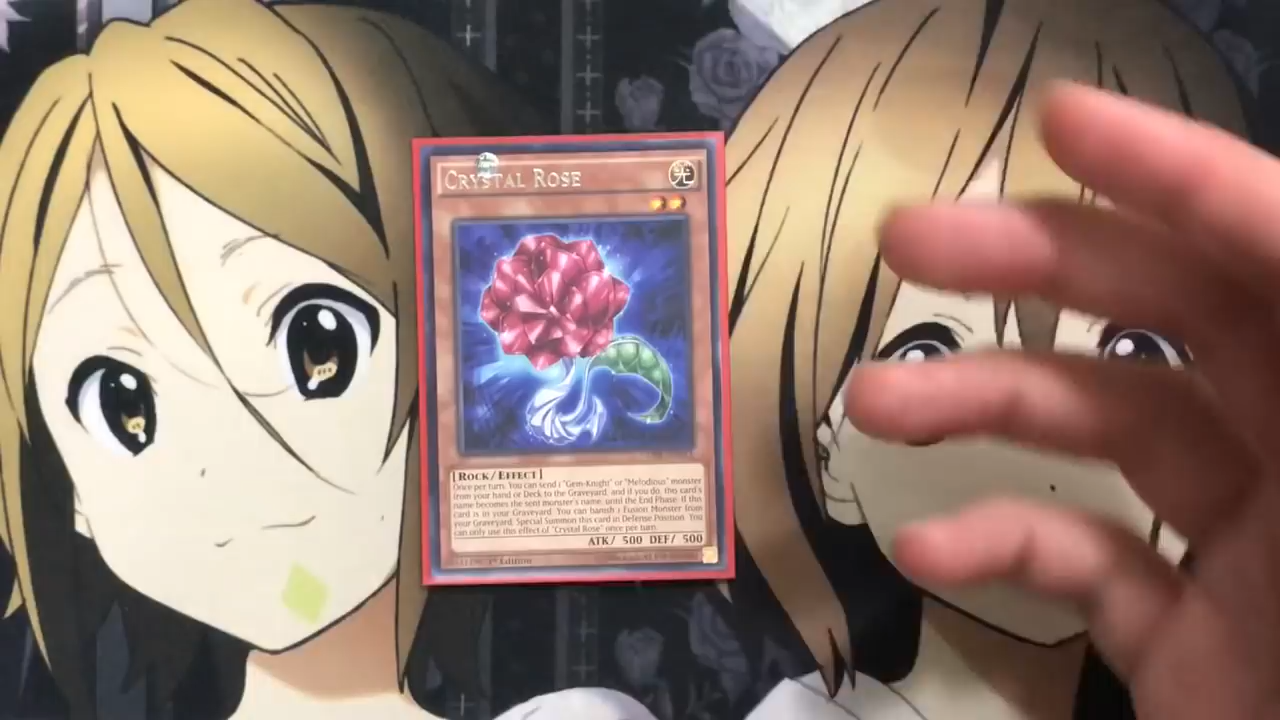 CRYSTAL ROSE
光
[ROCK/EFFECT]
Once per turn: You can send 1 "Gem-Knight" or "Melodious" monster
from your hand or Deck to the Graveyard, and if you do, this card's
name becomes the sent monster's name, until the End Phase. If this
card is in your Graveyard: You can banish 1 Fusion Monster from
your Graveyard; Special Summon this card in Defense Position. You
can only use this effect of "Crystal Rose" once per turn.
ATK/ 500 DEF/ 500
1st Edition